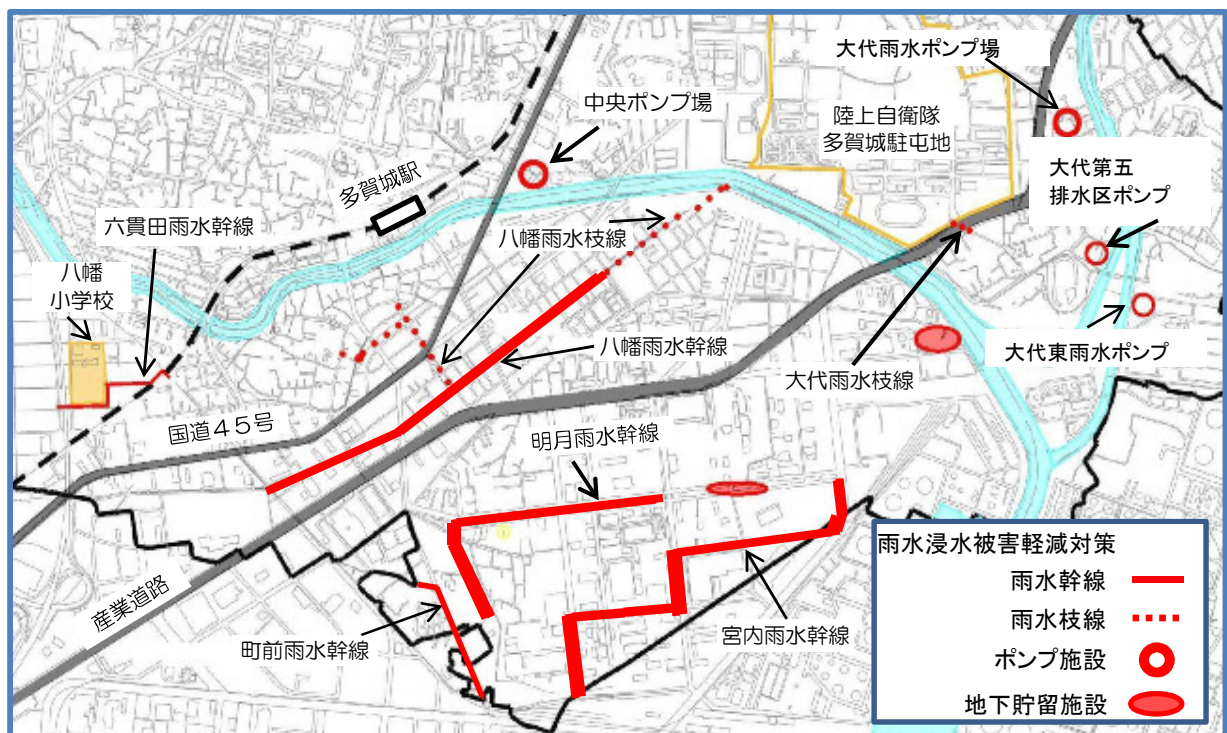 大代雨水ポンプ場
中央ポンプ場
陸上自衛隊
多賀城駐屯地
大代第五
排水区ポンプ
多賀城駅
六貫田雨水幹線
八幡雨水枝線
八幡
小学校
八幡雨水幹線
大代東雨水ポンプ
大代雨水枝線
国道45号
明月雨水幹線
産業道路
町前雨水幹線
宮内雨水幹線
雨水浸水被害軽減対策
雨水幹線
雨水枝線
ポンプ施設
地下貯留施設